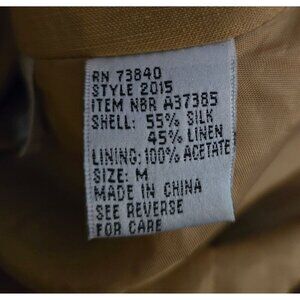 RN 73840
STYLE 2015
ITEM NBR A37385
SHELL: 55% SILK
45% LINEN
LINING: 100% ACETATE
SIZE: M
MADE IN CHINA
SEE REVERSE
FOR CARE